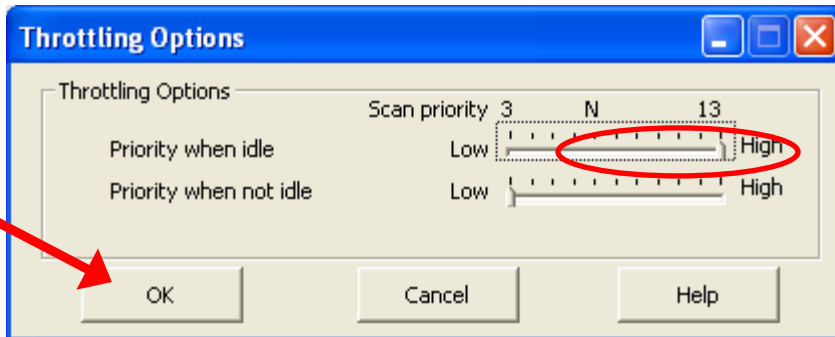 Throttling Options
Throttling Options
Scan priority 3 N 13
Priority when idle Low High
Priority when not idle Low High
OK Cancel Help